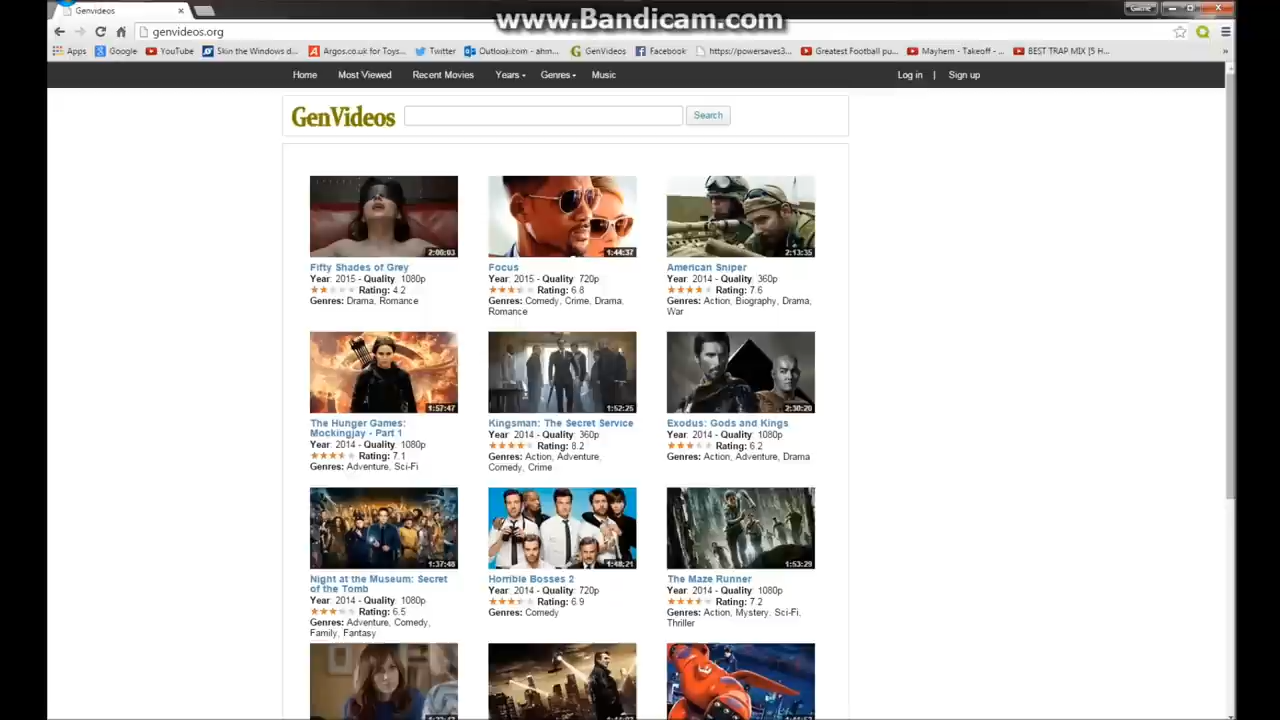 www.Bandicam.com
Genvideos
Game
genvideos.org
Apps Google YouTube Skin the Windows d... Argos.co.uk for Toys... Twitter Outlook.com - ahm... GenVideos Facebook https://powersaves3... Greatest Football pu... Mayhem - Takeoff -... BEST TRAP MIX [5 H...
Home Most Viewed Recent Movies Years Genres Music Log in | Sign up
GenVideos Search
2:00:03
1:44:37
2:13:35
Fifty Shades of Grey
Year: 2015 - Quality: 1080p
Rating: 4.2
Genres: Drama, Romance
Focus
Year: 2015 - Quality: 720p
Rating: 6.8
Genres: Comedy, Crime, Drama,
Romance
American Sniper
Year: 2014 - Quality: 360p
Rating: 7.6
Genres: Action, Biography, Drama,
War
1:57:47
1:52:25
2:30:20
The Hunger Games:
Mockingjay - Part 1
Year: 2014 - Quality: 1080p
Rating: 7.1
Genres: Adventure, Sci-Fi
Kingsman: The Secret Service
Year: 2014 - Quality: 360p
Rating: 8.2
Genres: Action, Adventure,
Comedy, Crime
Exodus: Gods and Kings
Year: 2014 - Quality: 1080p
Rating: 6.2
Genres: Action, Adventure, Drama
1:37:48
1:48:21
1:53:29
Night at the Museum: Secret
of the Tomb
Year: 2014 - Quality: 1080p
Rating: 6.5
Genres: Adventure, Comedy,
Family, Fantasy
Horrible Bosses 2
Year: 2014 - Quality: 720p
Rating: 6.9
Genres: Comedy
The Maze Runner
Year: 2014 - Quality: 1080p
Rating: 7.2
Genres: Action, Mystery, Sci-Fi,
Thriller